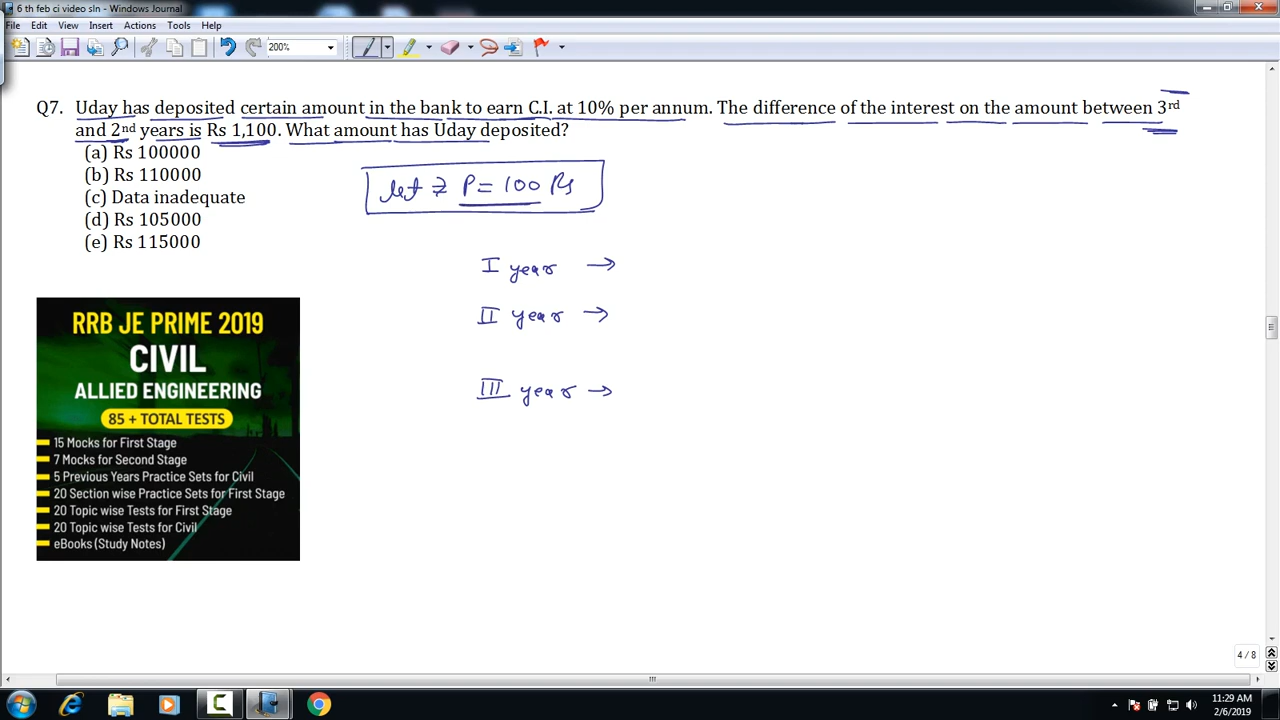 6 th feb ci video sln - Windows Journal
File Edit View Insert Actions Tools Help
200%
Q7. Uday has deposited certain amount in the bank to earn C.I. at 10% per annum. The difference of the interest on the amount between 3rd
and 2nd years is Rs 1,100. What amount has Uday deposited?
(a) Rs 100000
(b) Rs 110000
(c) Data inadequate
(d) Rs 105000
(e) Rs 115000
let ⇒ P = 100 Rs
I year →
II year →
III year →
RRB JE PRIME 2019
CIVIL
ALLIED ENGINEERING
85 + TOTAL TESTS
15 Mocks for First Stage
7 Mocks for Second Stage
5 Previous Years Practice Sets for Civil
20 Section wise Practice Sets for First Stage
20 Topic wise Tests for First Stage
20 Topic wise Tests for Civil
eBooks (Study Notes)
4 / 8
11:29 AM
2/6/2019